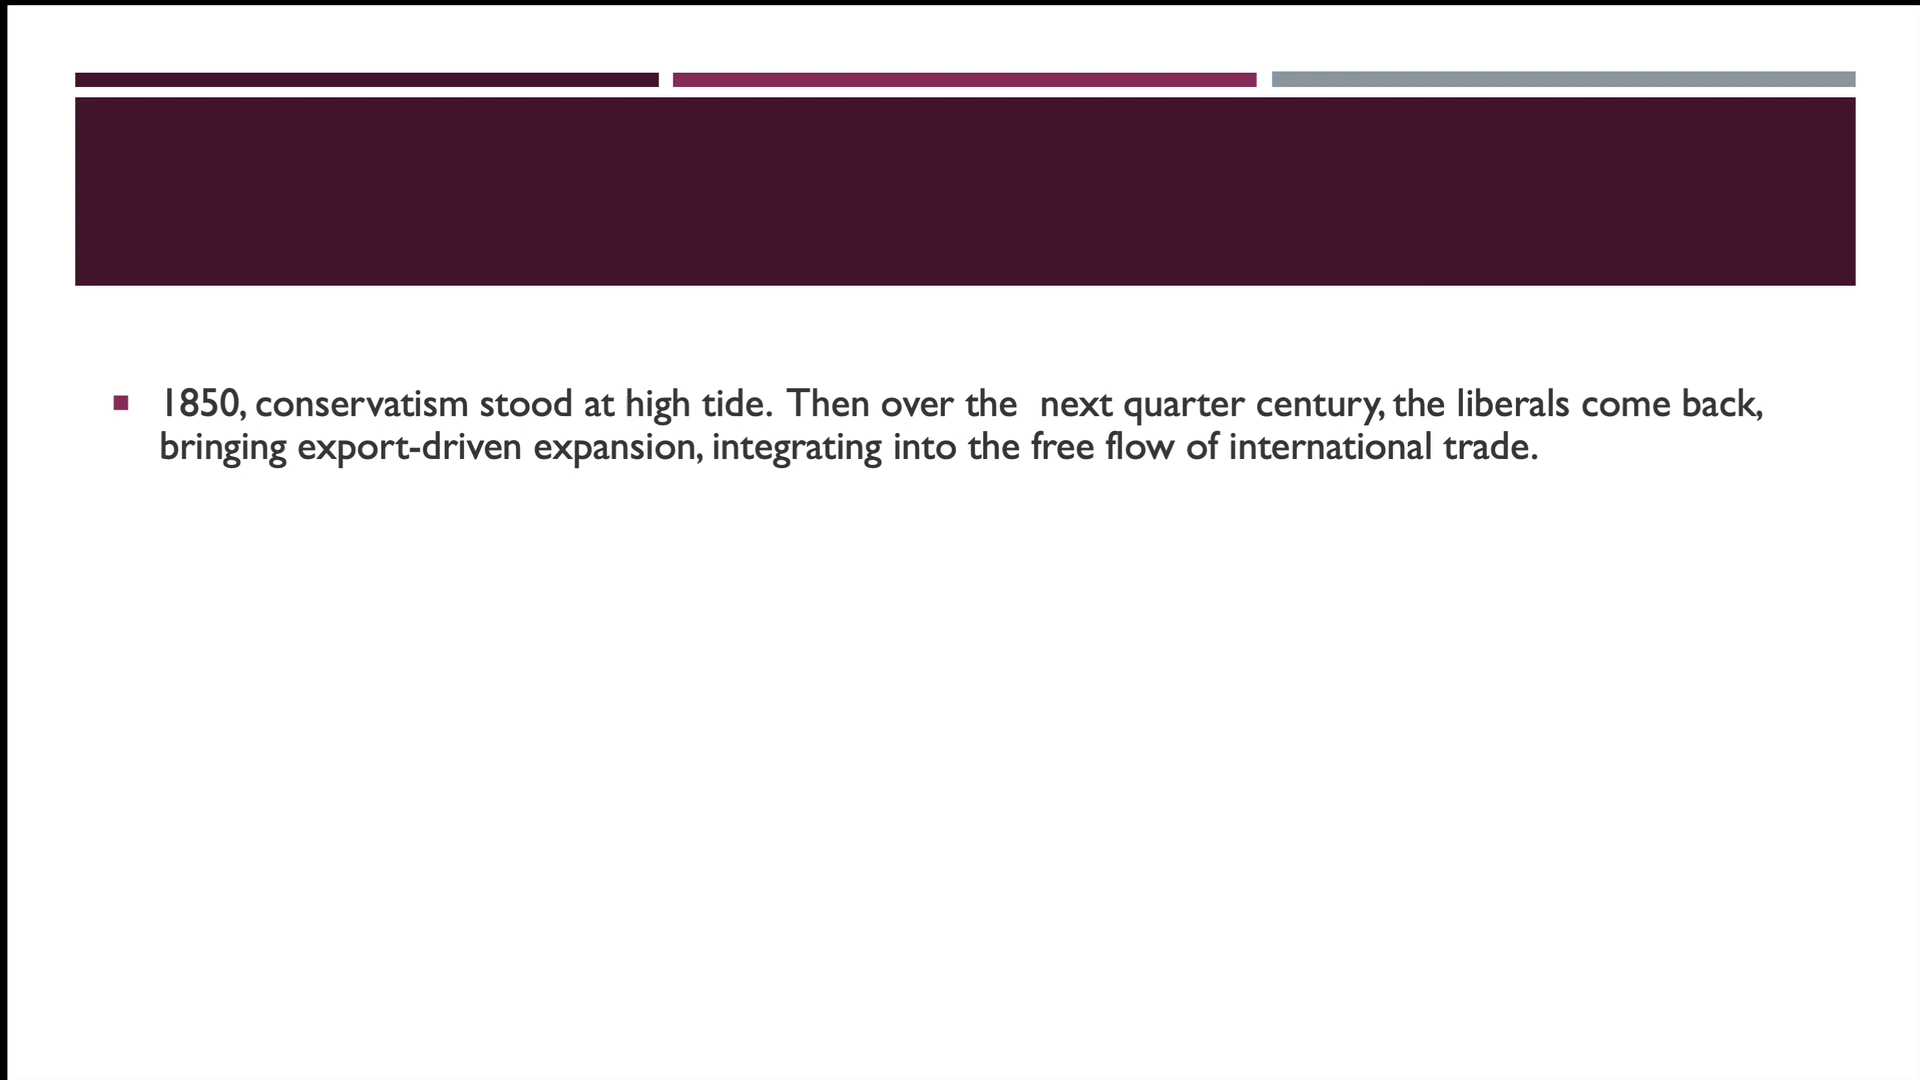 1850, conservatism stood at high tide.  Then over the  next quarter century, the liberals come back,
bringing export-driven expansion, integrating into the free flow of international trade.